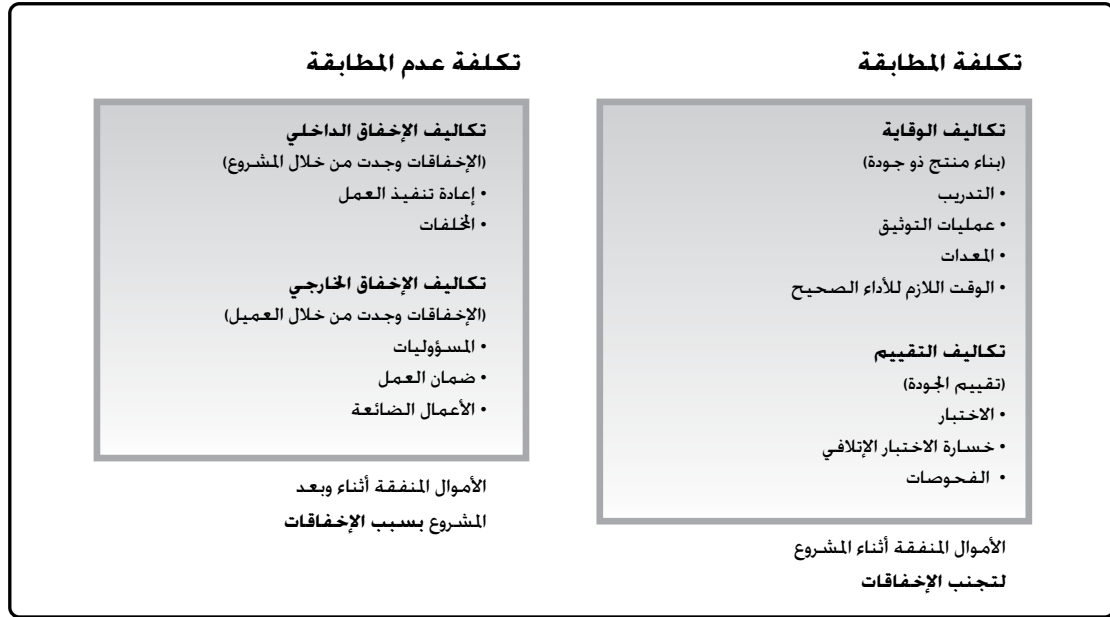 تكلفة المطابقة
تكاليف الوقاية
(بناء منتج ذو جودة)
• التدريب
• عمليات التوثيق
• المعدات
• الوقت اللازم للأداء الصحيح
تكاليف التقييم
(تقييم الجودة)
• الاختبار
• خسارة الاختبار الإتلافي
• الفحوصات
الأموال المنفقة أثناء المشروع
لتجنب الإخفاقات
تكلفة عدم المطابقة
تكاليف الإخفاق الداخلي
(الإخفاقات وجدت من خلال المشروع)
• إعادة تنفيذ العمل
• المخلفات
تكاليف الإخفاق الخارجي
(الإخفاقات وجدت من خلال العميل)
• المسؤوليات
• ضمان العمل
• الأعمال الضائعة
الأموال المنفقة أثناء وبعد
المشروع بسبب الإخفاقات